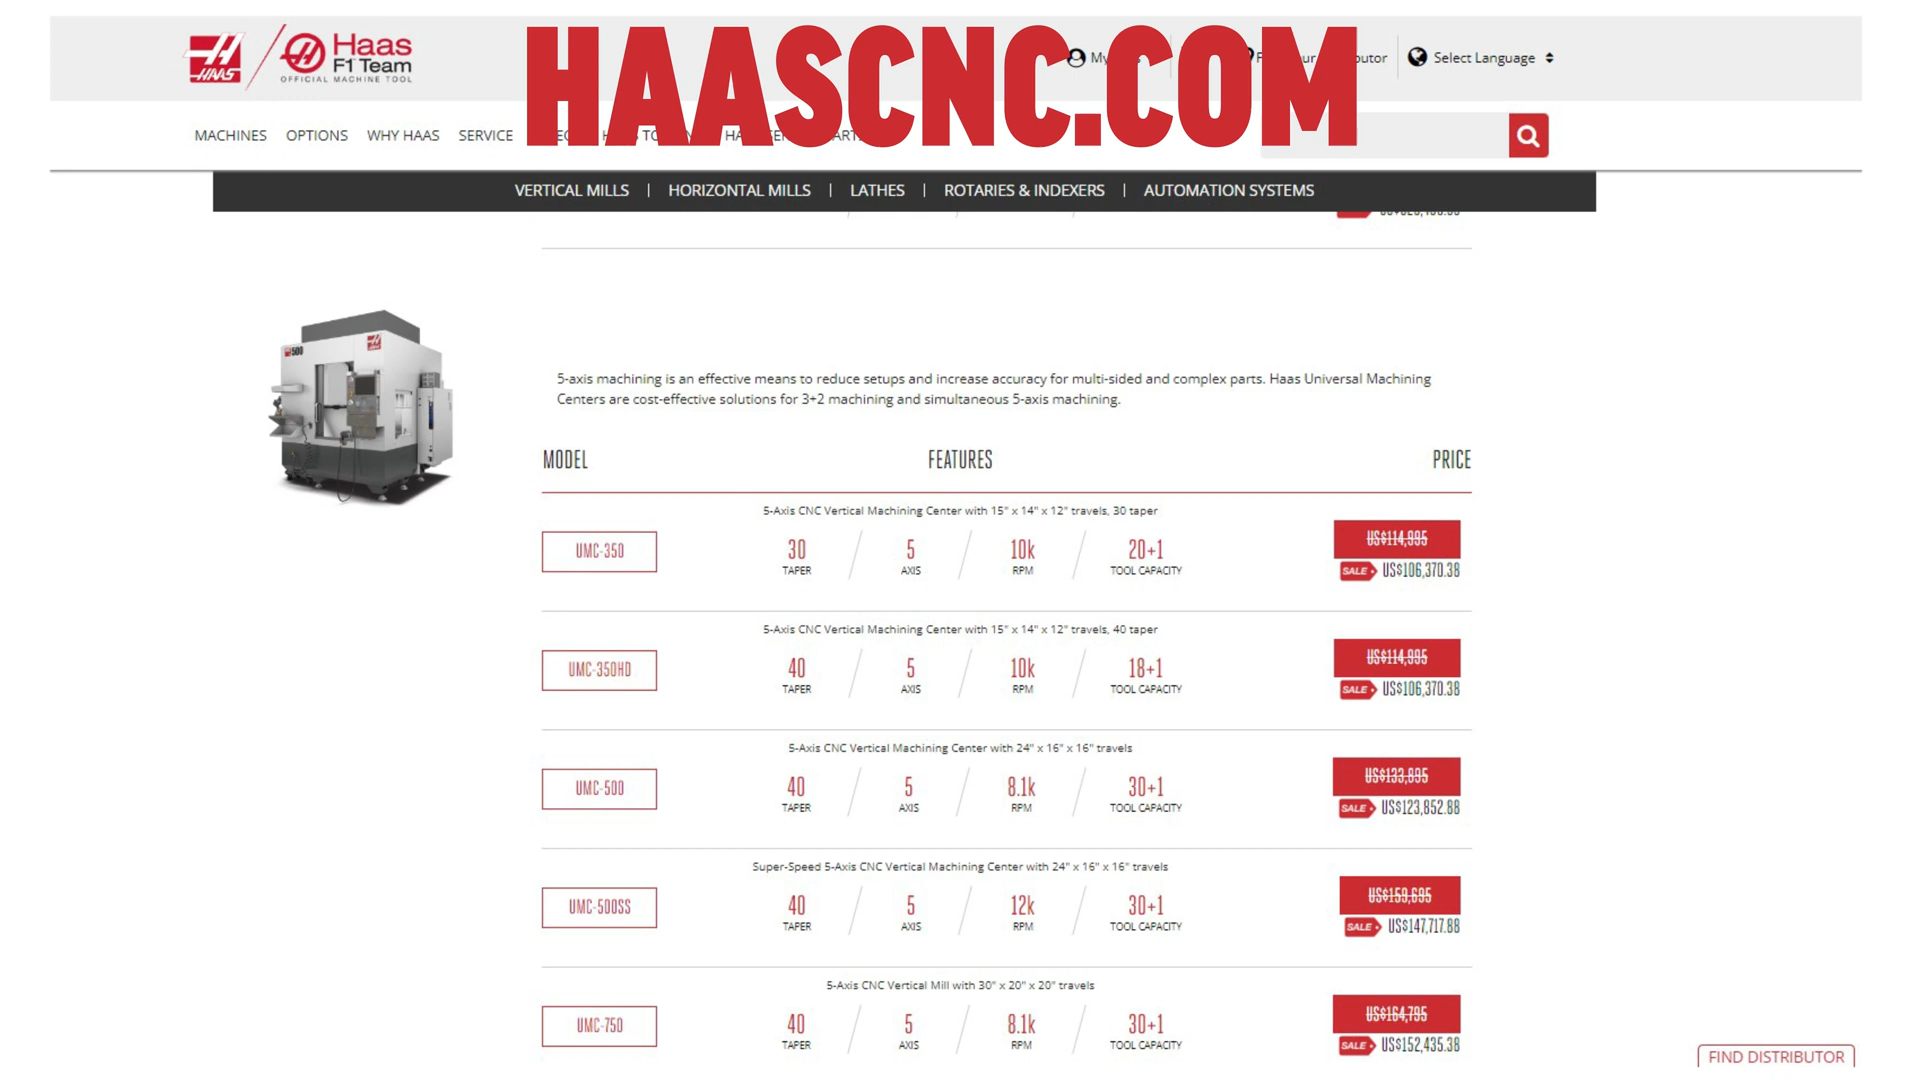 HAAS
Haas
F1 Team
OFFICIAL MACHINE TOOL
HAASCNC.COM
My
Select Language
MACHINES OPTIONS WHY HAAS SERVICE
VERTICAL MILLS | HORIZONTAL MILLS | LATHES | ROTARIES & INDEXERS | AUTOMATION SYSTEMS
500
5-axis machining is an effective means to reduce setups and increase accuracy for multi-sided and complex parts. Haas Universal Machining
Centers are cost-effective solutions for 3+2 machining and simultaneous 5-axis machining.
MODEL FEATURES PRICE
5-Axis CNC Vertical Machining Center with 15" x 14" x 12" travels, 30 taper
UMC-350 30 5 10k 20+1 US$114,995
TAPER AXIS RPM TOOL CAPACITY SALE US$106,370.38
5-Axis CNC Vertical Machining Center with 15" x 14" x 12" travels, 40 taper
UMC-350HD 40 5 10k 18+1 US$114,995
TAPER AXIS RPM TOOL CAPACITY SALE US$106,370.38
5-Axis CNC Vertical Machining Center with 24" x 16" x 16" travels
UMC-500 40 5 8.1k 30+1 US$133,895
TAPER AXIS RPM TOOL CAPACITY SALE US$123,852.88
Super-Speed 5-Axis CNC Vertical Machining Center with 24" x 16" x 16" travels
UMC-500SS 40 5 12k 30+1 US$159,695
TAPER AXIS RPM TOOL CAPACITY SALE US$147,717.88
5-Axis CNC Vertical Mill with 30" x 20" x 20" travels
UMC-750 40 5 8.1k 30+1 US$164,795
TAPER AXIS RPM TOOL CAPACITY SALE US$152,435.38
FIND DISTRIBUTOR